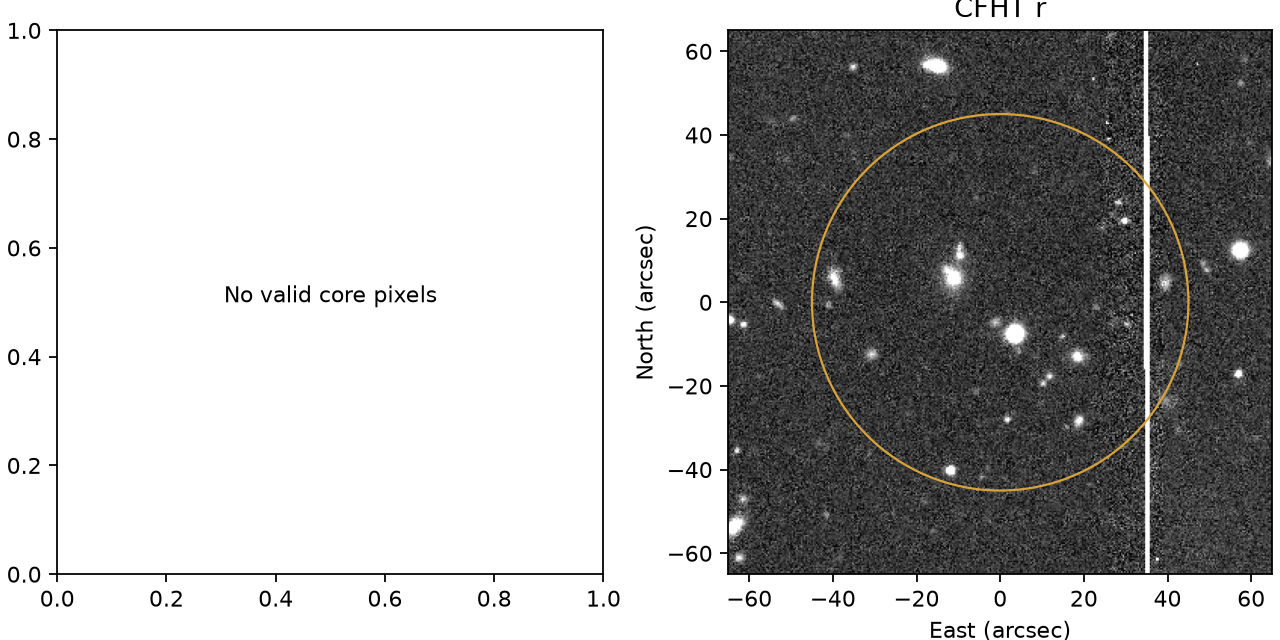 1.0
0.8
0.6
0.4
0.2
0.0
0.0 0.2 0.4 0.6 0.8 1.0
No valid core pixels
CFHT r
60
40
20
0
−20
−40
−60
−60 −40 −20 0 20 40 60
North (arcsec)
East (arcsec)